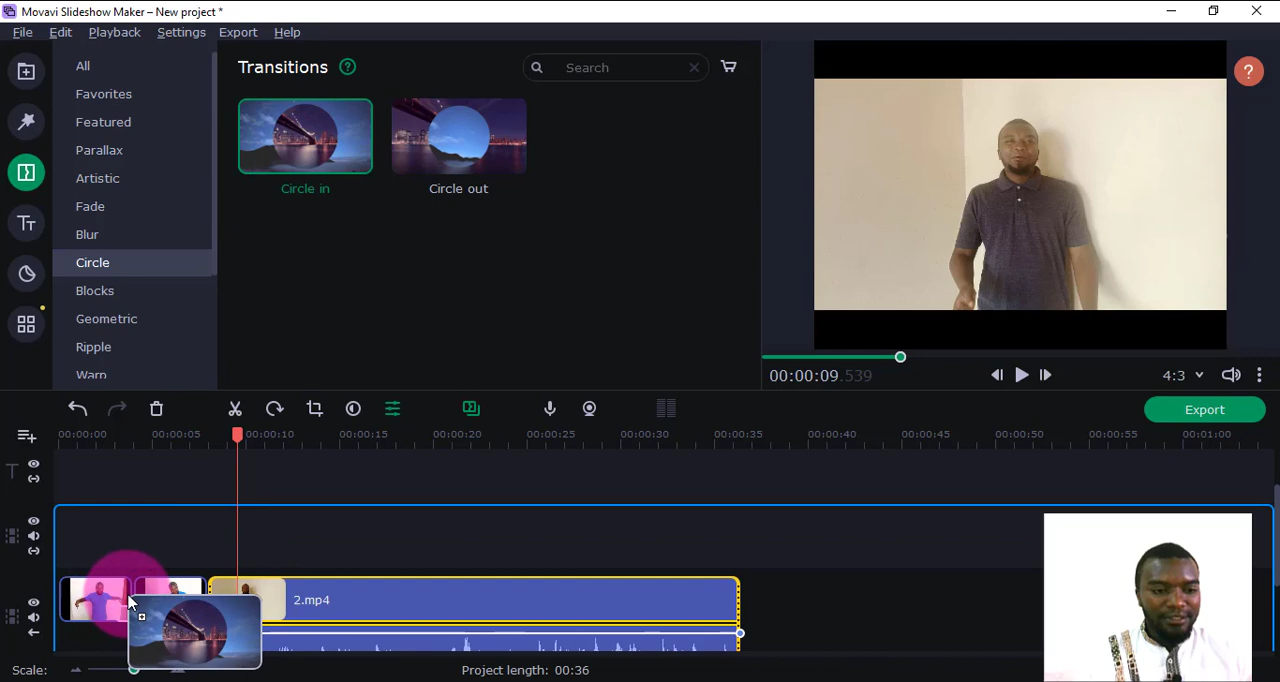 Movavi Slideshow Maker – New project *
File Edit Playback Settings Export Help
All
Favorites
Featured
Parallax
Artistic
Fade
Blur
Circle
Blocks
Geometric
Ripple
Warp
Transitions ?
Search
Circle in
Circle out
?
00:00:09.539
4:3
Export
00:00:00 00:00:05 00:00:10 00:00:15 00:00:20 00:00:25 00:00:30 00:00:35 00:00:40 00:00:45 00:00:50 00:00:55 00:01:00
2.mp4
Scale:
Project length: 00:36